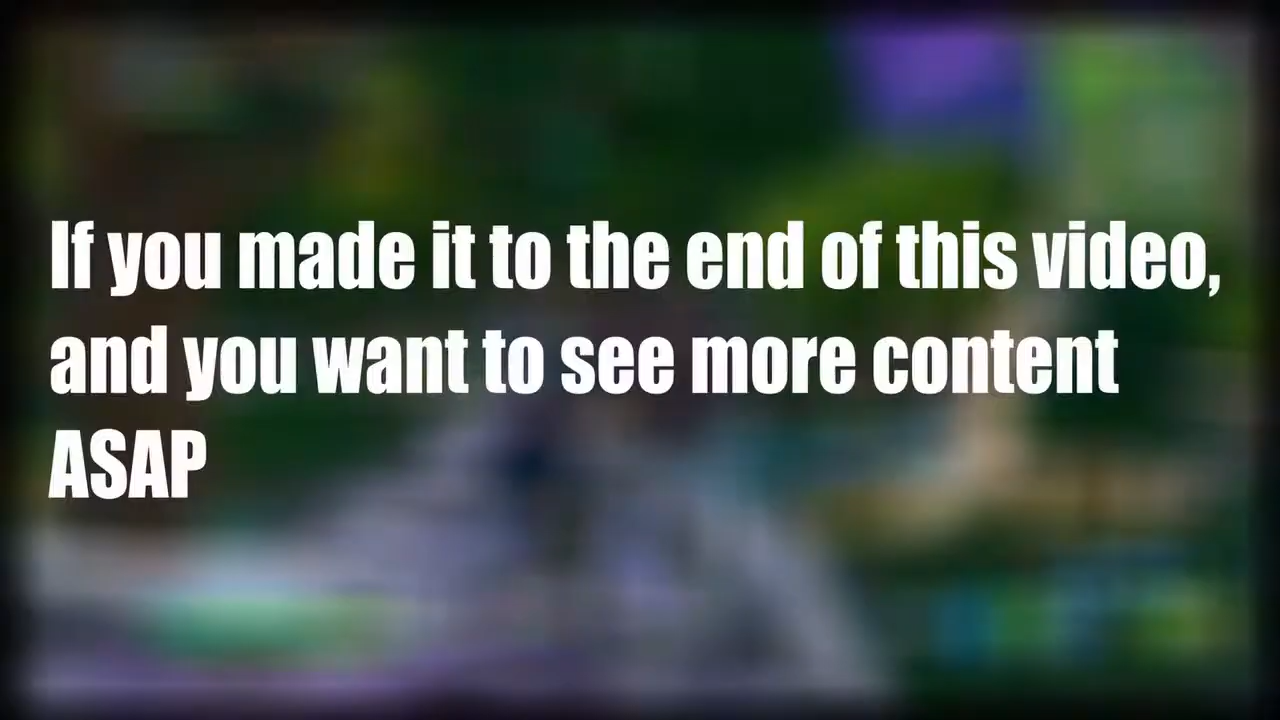 If you made it to the end of this video,
and you want to see more content
ASAP